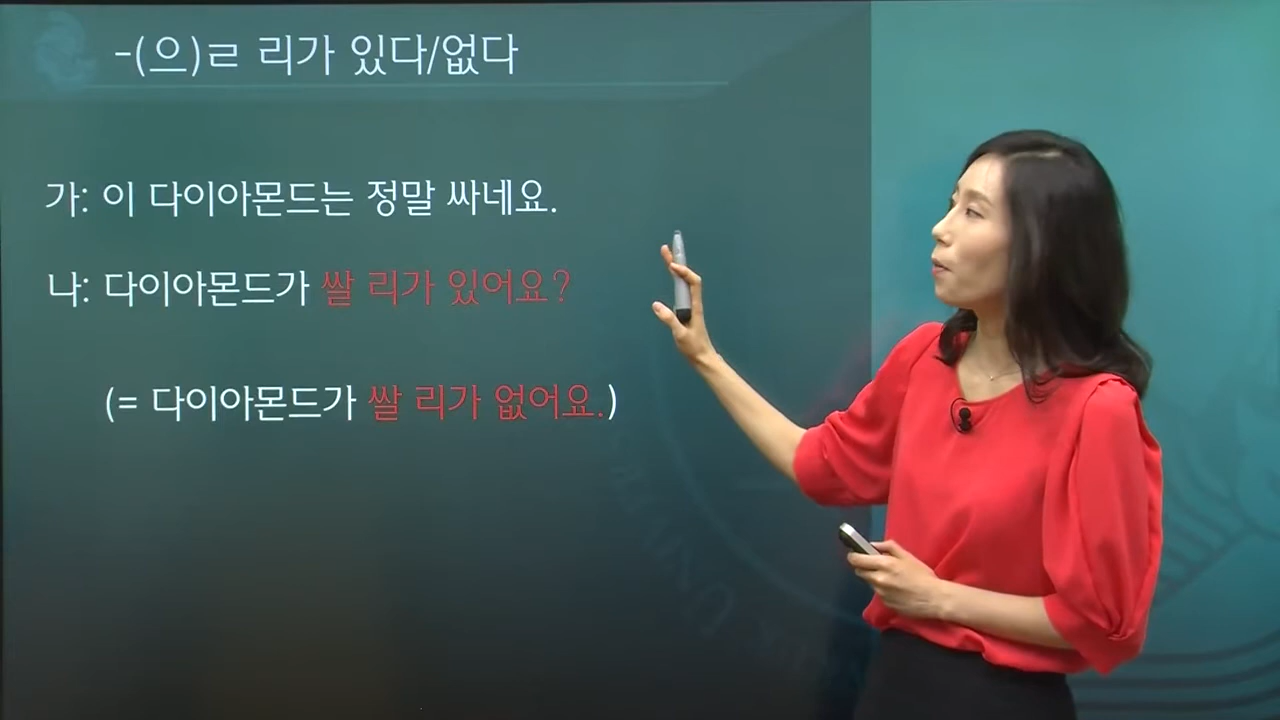 -(으)ㄹ 리가 있다/없다
가: 이 다이아몬드는 정말 싸네요.
나: 다이아몬드가 쌀 리가 있어요?
(= 다이아몬드가 쌀 리가 없어요.)